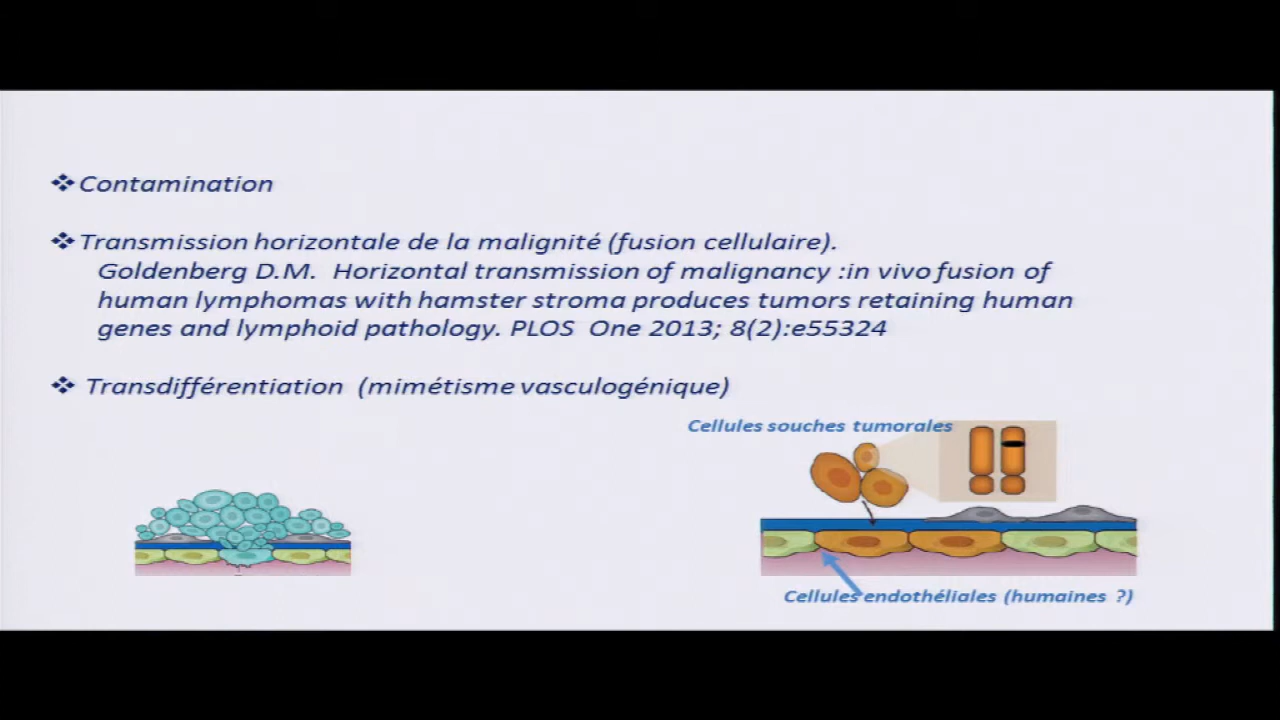 ❖Contamination
❖Transmission horizontale de la malignité (fusion cellulaire).
Goldenberg D.M. Horizontal transmission of malignancy :in vivo fusion of
human lymphomas with hamster stroma produces tumors retaining human
genes and lymphoid pathology. PLOS One 2013; 8(2):e55324
❖ Transdifférentiation (mimétisme vasculogénique)
Cellules souches tumorales
Cellules endothéliales (humaines ?)